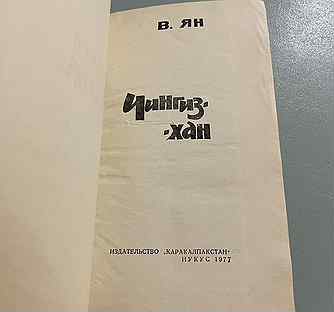 В. ЯН
Чингиз-
-хан
ИЗДАТЕЛЬСТВО „КАРАКАЛПАКСТАН"
НУКУС 1977